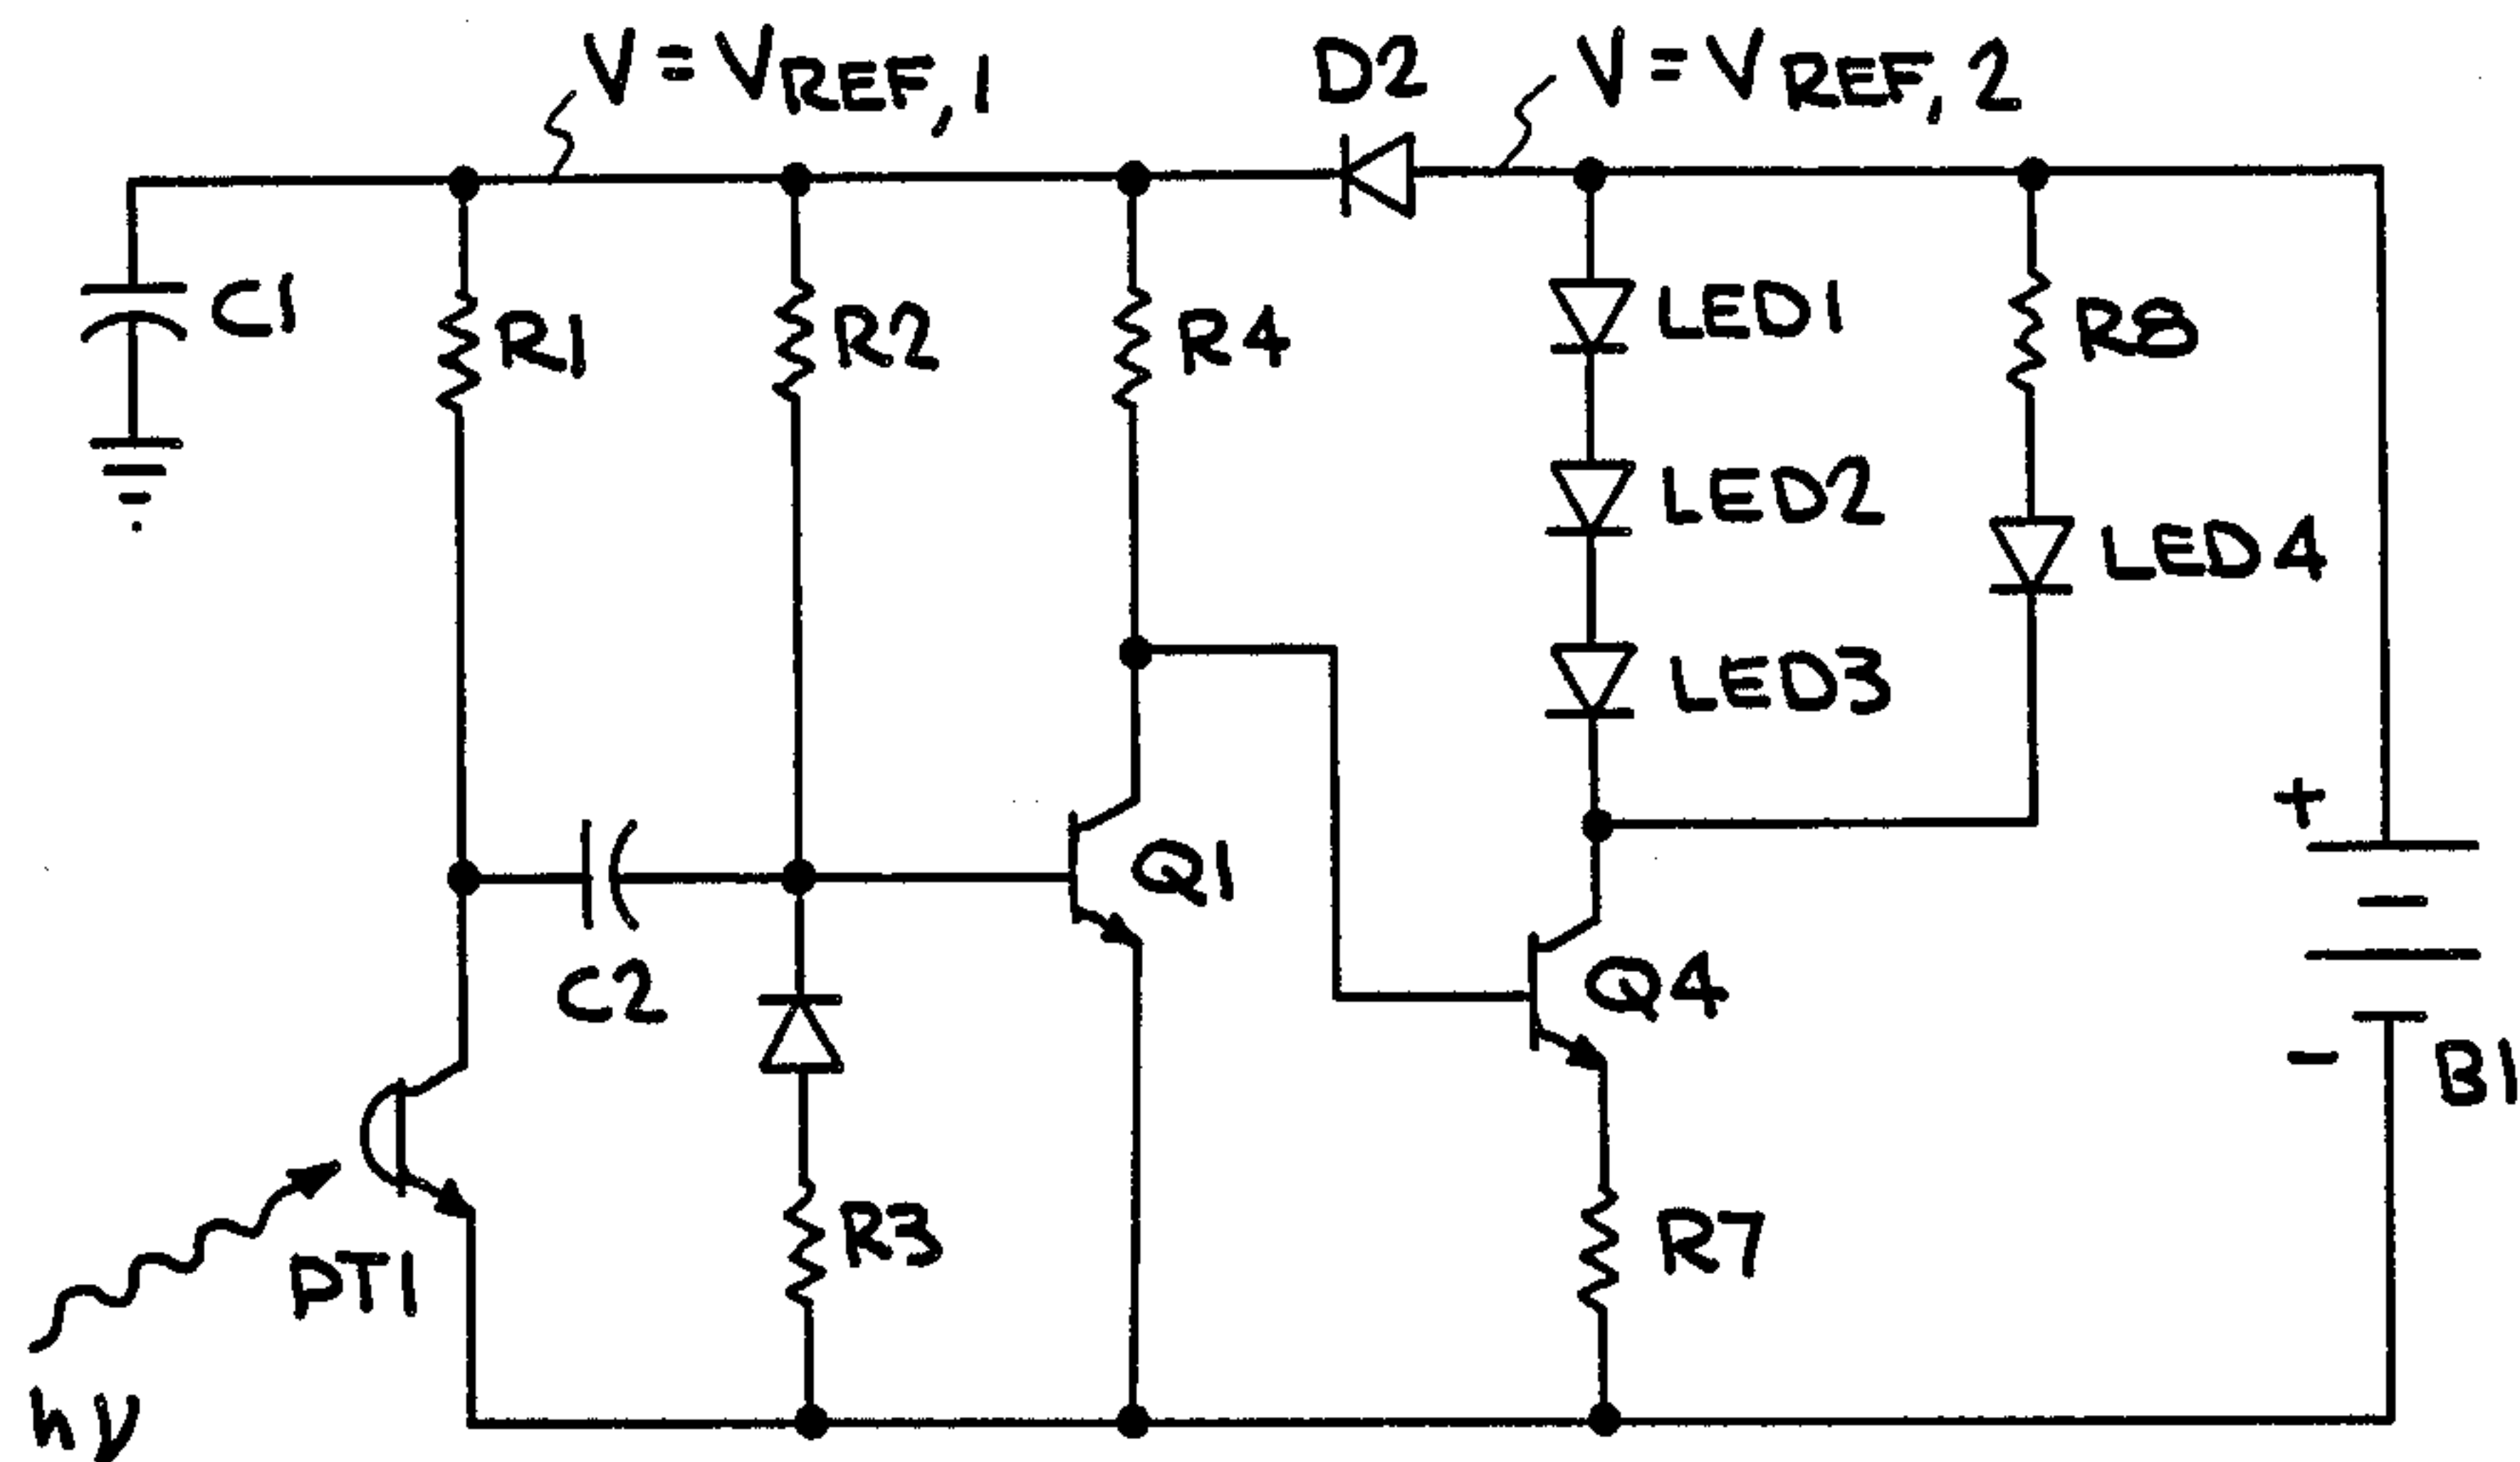 V = VREF,1
D2
V = VREF,2
C1
R1
R2
R4
LED1
R8
LED2
LED4
LED3
+
Q1
C2
Q4
-
B1
PT1
R3
R7
hν